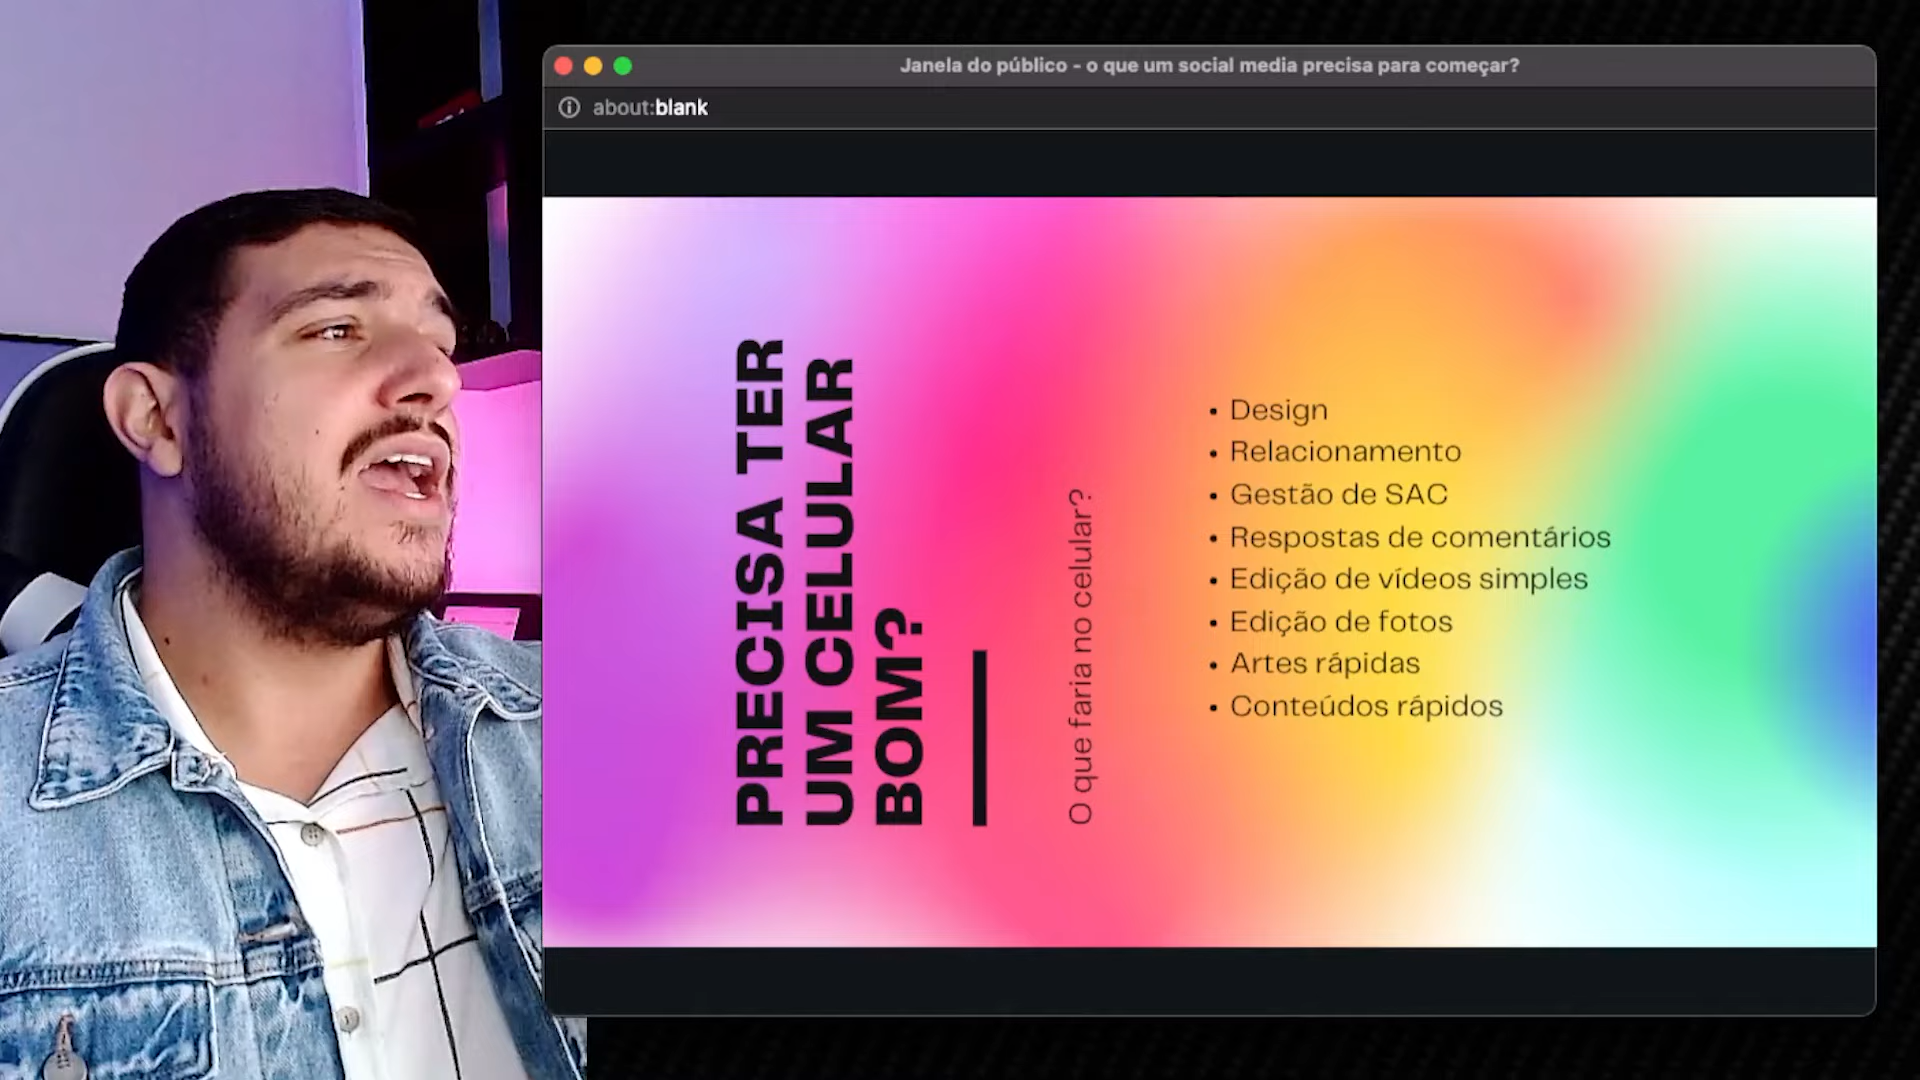 Janela do público - o que um social media precisa para começar?
about:blank
PRECISA TER
UM CELULAR
BOM?
O que faria no celular?
• Design
• Relacionamento
• Gestão de SAC
• Respostas de comentários
• Edição de vídeos simples
• Edição de fotos
• Artes rápidas
• Conteúdos rápidos